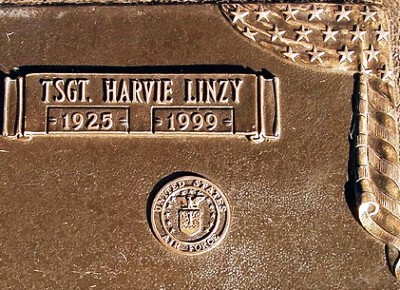 TSGT. HARVIE LINZY
1925 1999
UNITED STATES
AIR FORCE